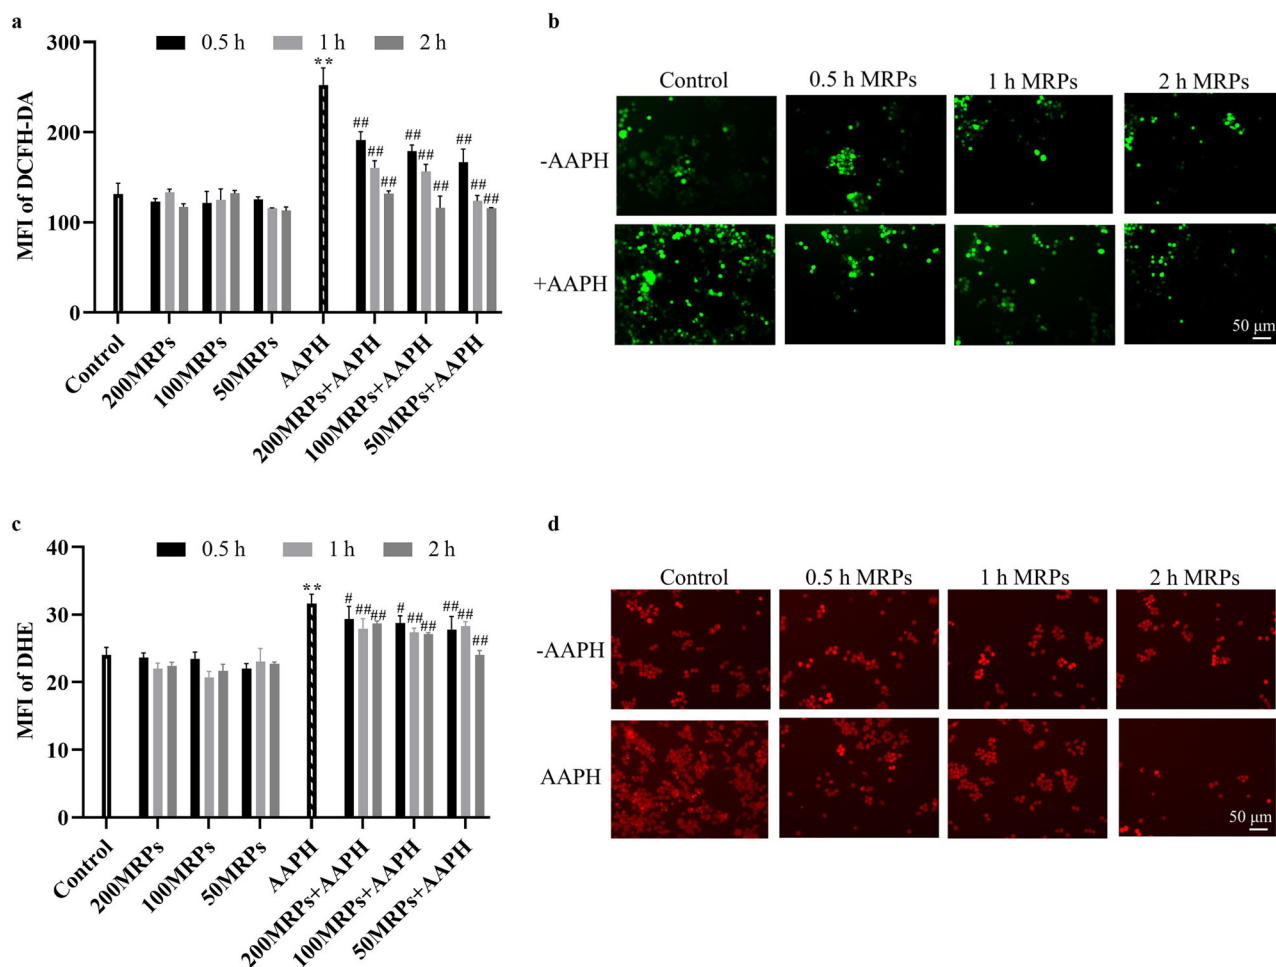 a
0.5 h 1 h 2 h
MFI of DCFH-DA
300
200
100
0
**
## ## ## ## ## ## ## ## ##
Control
200MRPs
100MRPs
50MRPs
AAPH
200MRPs+AAPH
100MRPs+AAPH
50MRPs+AAPH
b
Control 0.5 h MRPs 1 h MRPs 2 h MRPs
-AAPH
+AAPH
50 μm
c
0.5 h 1 h 2 h
MFI of DHE
40
30
20
10
0
**
# ## ## # ## ## ## ## ##
Control
200MRPs
100MRPs
50MRPs
AAPH
200MRPs+AAPH
100MRPs+AAPH
50MRPs+AAPH
d
Control 0.5 h MRPs 1 h MRPs 2 h MRPs
-AAPH
AAPH
50 μm